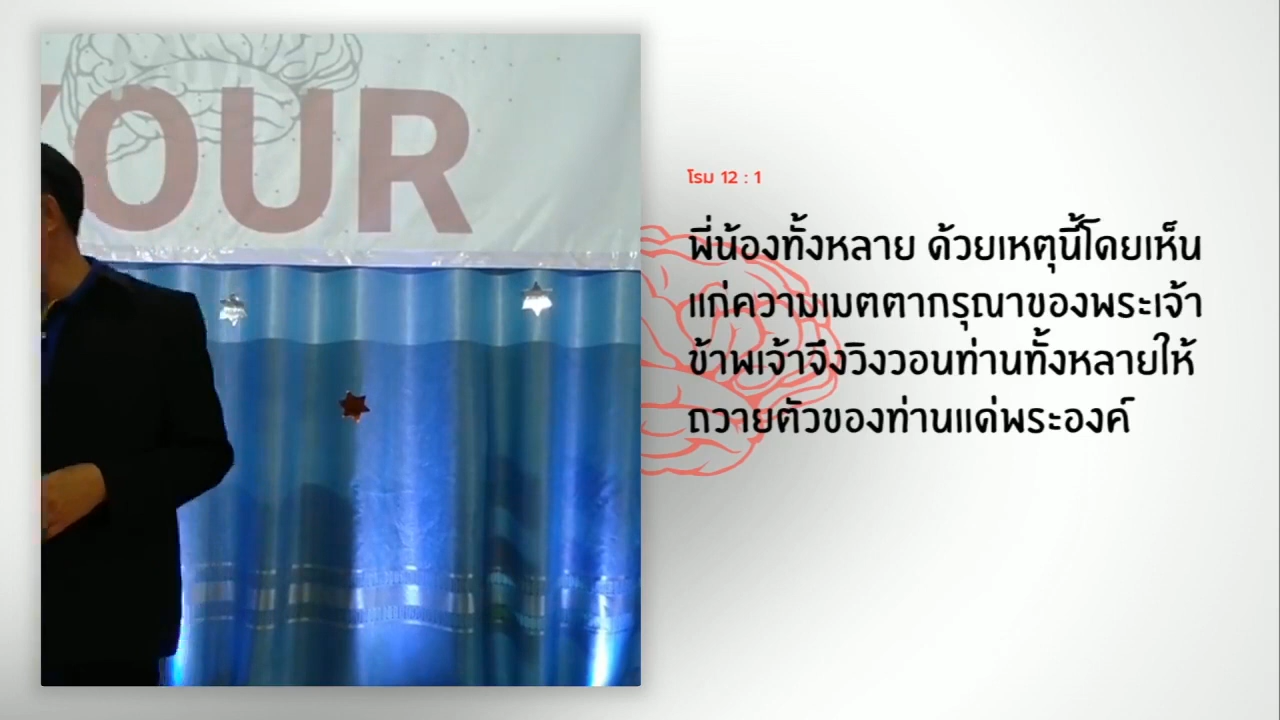 YOUR
โรม 12 : 1
พี่น้องทั้งหลาย ด้วยเหตุนี้โดยเห็น
แก่ความเมตตากรุณาของพระเจ้า
ข้าพเจ้าจึงวิงวอนท่านทั้งหลายให้
ถวายตัวของท่านแด่พระองค์